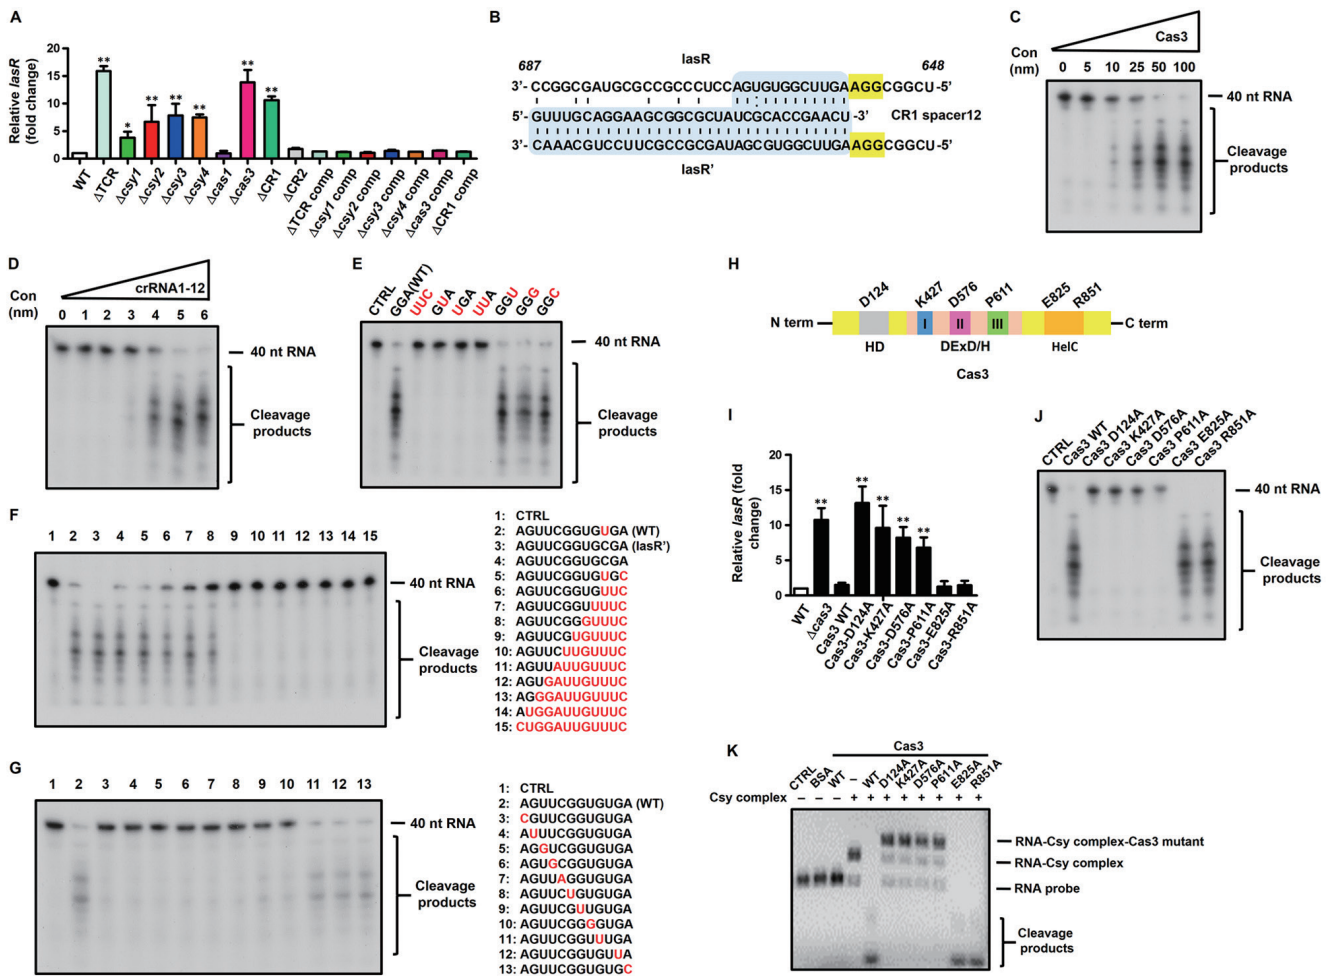 A
Relative lasR
(fold change)
20
15
10
5
0
**
*
**
**
**
**
**
WT
ΔTCR
Δcsy1
Δcsy2
Δcsy3
Δcsy4
Δcas1
Δcas3
ΔCR1
ΔCR2
ΔTCR comp
Δcsy1 comp
Δcsy2 comp
Δcsy3 comp
Δcsy4 comp
Δcas3 comp
ΔCR1 comp
B
lasR
687 648
3'- CCGGCGAUGCGCCGCCCUCCAGUGUGGCUUGAAGGCGGCU -5'
5'- GUUUGCAGGAAGCGGCGCUAUCGCACCGAACU -3' CR1 spacer12
3'- CAAACGUCCUUCGCCGCGAUAGCGUGGCUUGAAGGCGGCU -5'
lasR'
C
Cas3
Con
(nm)
0 5 10 25 50 100
40 nt RNA
Cleavage
products
D
crRNA1-12
Con
(nm)
0 1 2 3 4 5 6
40 nt RNA
Cleavage
products
E
CTRL
GGA(WT)
UUC
GUA
UGA
UUA
GGU
GGG
GGC
40 nt RNA
Cleavage
products
F
1 2 3 4 5 6 7 8 9 10 11 12 13 14 15
40 nt RNA
Cleavage
products
1: CTRL
2: AGUUCGGUGUGA (WT)
3: AGUUCGGUGCGA (lasR')
4: AGUUCGGUGCGA
5: AGUUCGGUGUGC
6: AGUUCGGUGUUC
7: AGUUCGGUUUUC
8: AGUUCGGGUUUC
9: AGUUCGUGUUUC
10: AGUUCUUGUUUC
11: AGUUAUUGUUUC
12: AGUGAUUGUUUC
13: AGGGAUUGUUUC
14: AUGGAUUGUUUC
15: CUGGAUUGUUUC
G
1 2 3 4 5 6 7 8 9 10 11 12 13
40 nt RNA
Cleavage
products
1: CTRL
2: AGUUCGGUGUGA (WT)
3: CGUUCGGUGUGA
4: AUUUCGGUGUGA
5: AGGUCGGUGUGA
6: AGUGCGGUGUGA
7: AGUUAGGUGUGA
8: AGUUCUGUGUGA
9: AGUUCGUUGUGA
10: AGUUCGGGGUGA
11: AGUUCGGUUUGA
12: AGUUCGGUGUUA
13: AGUUCGGUGUGC
H
D124 K427 D576 P611 E825 R851
N term I II III C term
HD DExD/H HelC
Cas3
I
Relative lasR (fold
change)
20
15
10
5
0
**
**
**
**
**
WT
Δcas3
Cas3 WT
Cas3-D124A
Cas3-K427A
Cas3-D576A
Cas3-P611A
Cas3-E825A
Cas3-R851A
J
CTRL
Cas3 WT
Cas3 D124A
Cas3 K427A
Cas3 D576A
Cas3 P611A
Cas3 E825A
Cas3 R851A
40 nt RNA
Cleavage
products
K
Cas3
CTRL
BSA
WT
–
WT
D124A
K427A
D576A
P611A
E825A
R851A
Csy complex – – – + + + + + + + +
RNA-Csy complex-Cas3 mutant
RNA-Csy complex
RNA probe
Cleavage
products